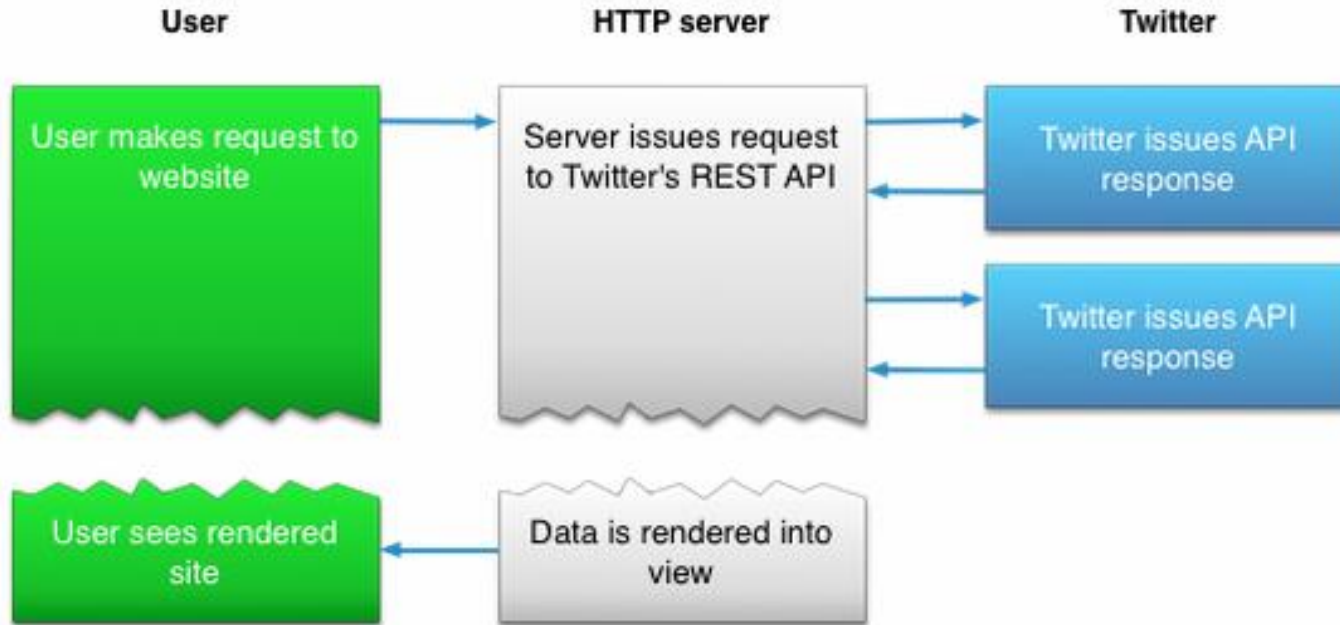 User
HTTP server
Twitter
User makes request to
website
Server issues request
to Twitter's REST API
Twitter issues API
response
Twitter issues API
response
User sees rendered
site
Data is rendered into
view